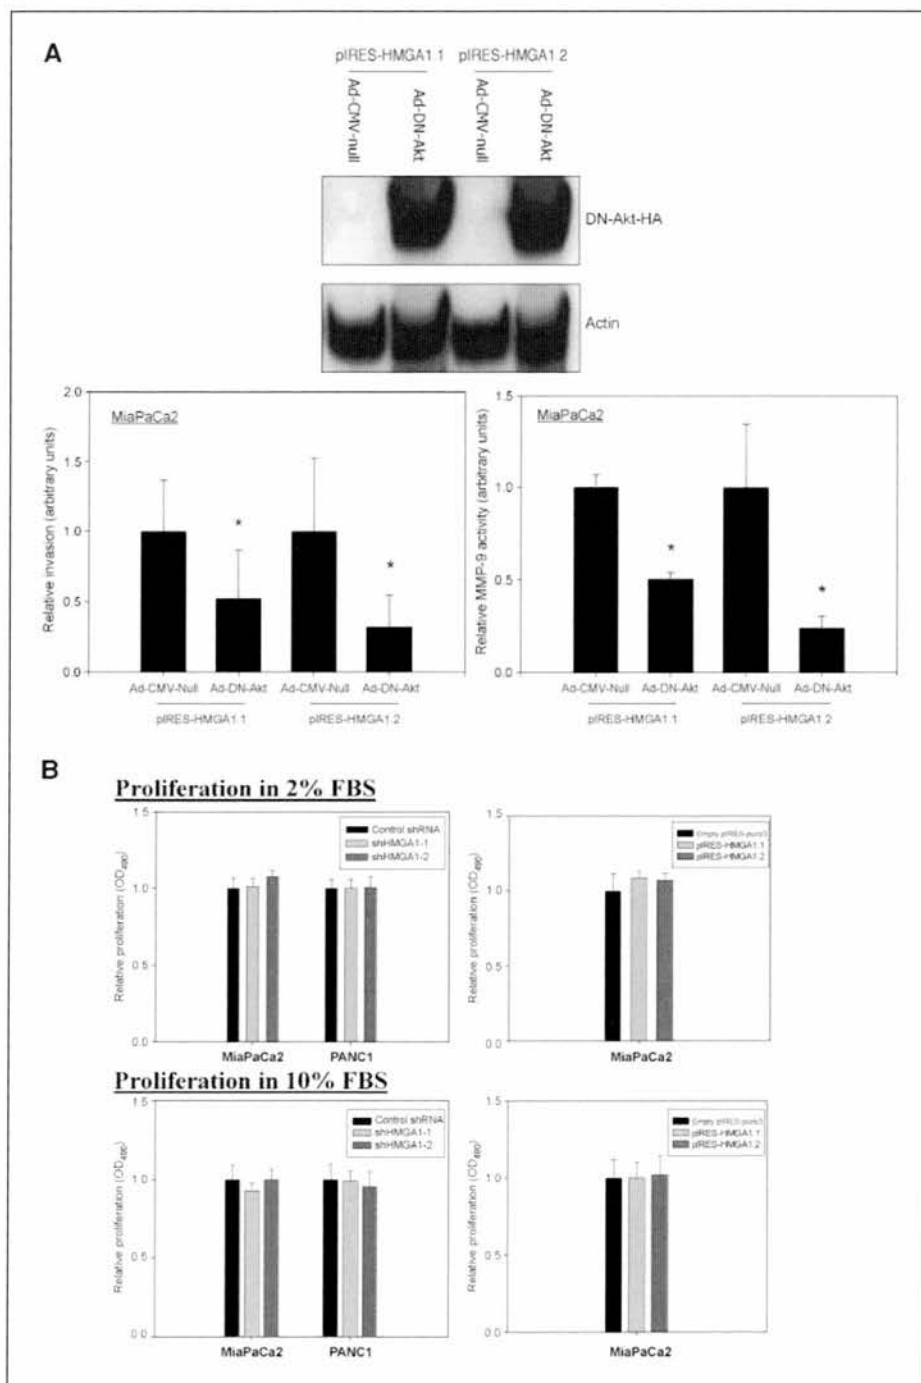 A
pIRES-HMGA1.1 pIRES-HMGA1.2
Ad-CMV-null
Ad-DN-Akt
Ad-CMV-null
Ad-DN-Akt
DN-Akt-HA
Actin
MiaPaCa2
Relative invasion (arbitrary units)
2.0
1.5
1.0
0.5
0.0
*
*
Ad-CMV-Null Ad-DN-Akt Ad-CMV-Null Ad-DN-Akt
pIRES-HMGA1.1 pIRES-HMGA1.2
MiaPaCa2
Relative MMP-9 activity (arbitrary units)
1.5
1.0
0.5
0.0
*
*
Ad-CMV-Null Ad-DN-Akt Ad-CMV-Null Ad-DN-Akt
pIRES-HMGA1.1 pIRES-HMGA1.2
B
Proliferation in 2% FBS
Relative proliferation (OD490)
1.5
1.0
0.5
0.0
Control shRNA
shHMGA1-1
shHMGA1-2
MiaPaCa2 PANC1
Relative proliferation (OD490)
1.5
1.0
0.5
0.0
Empty pIRES-puro3
pIRES-HMGA1.1
pIRES-HMGA1.2
MiaPaCa2
Proliferation in 10% FBS
Relative proliferation (OD490)
1.5
1.0
0.5
0.0
Control shRNA
shHMGA1-1
shHMGA1-2
MiaPaCa2 PANC1
Relative proliferation (OD490)
1.5
1.0
0.5
0.0
Empty pIRES-puro3
pIRES-HMGA1.1
pIRES-HMGA1.2
MiaPaCa2